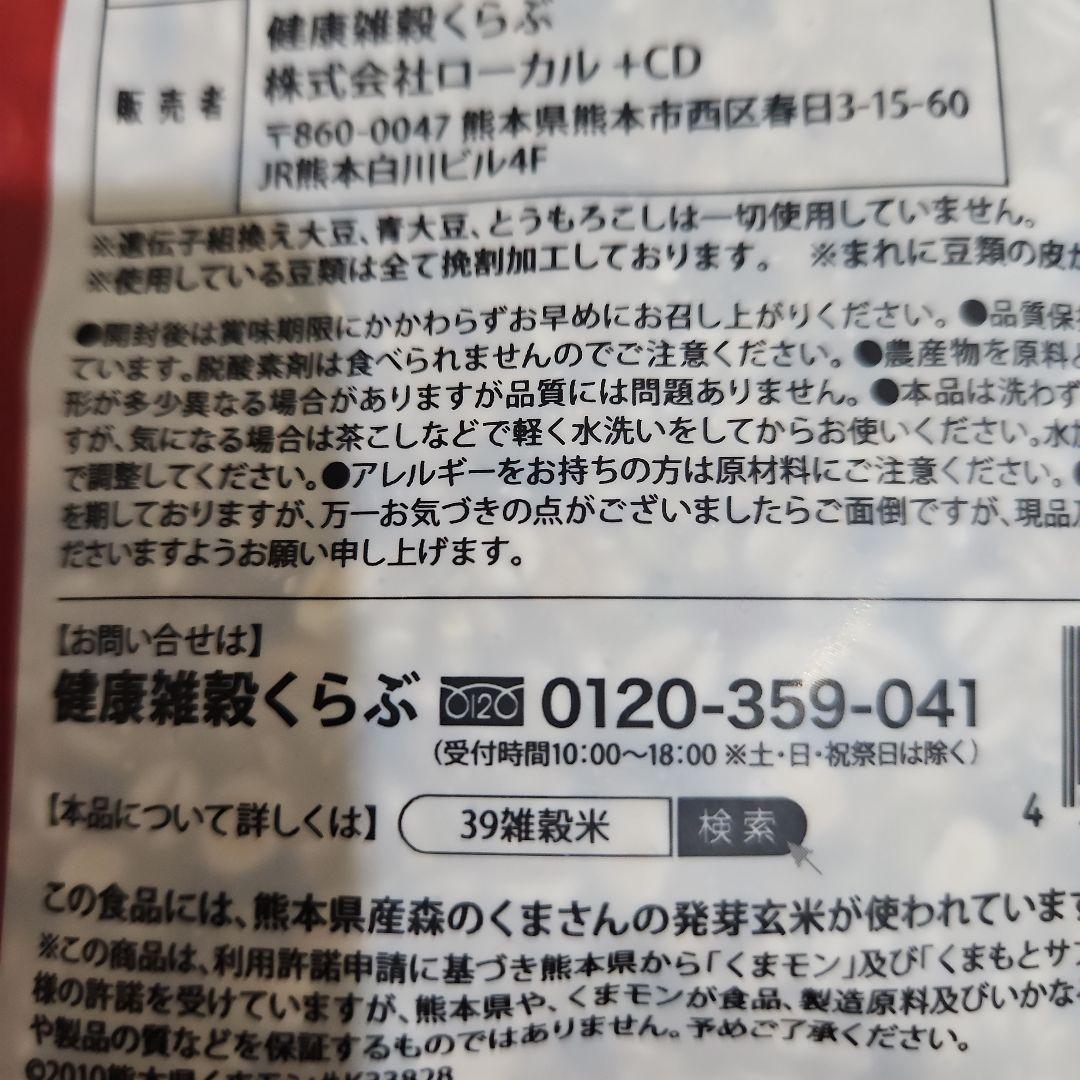 健康雑穀くらぶ
販売者 株式会社ローカル +CD
〒860-0047 熊本県熊本市西区春日3-15-60
JR熊本白川ビル4F
※遺伝子組換え大豆、青大豆、とうもろこしは一切使用していません。
※使用している豆類は全て挽割加工しております。 ※まれに豆類の皮が
●開封後は賞味期限にかかわらずお早めにお召し上がりください。●品質保
ています。脱酸素剤は食べられませんのでご注意ください。●農産物を原料と
形が多少異なる場合がありますが品質には問題ありません。●本品は洗わず
すが、気になる場合は茶こしなどで軽く水洗いをしてからお使いください。水
で調整してください。●アレルギーをお持ちの方は原材料にご注意ください。●
を期しておりますが、万一お気づきの点がございましたらご面倒ですが、現品
ださいますようお願い申し上げます。
【お問い合せは】
健康雑穀くらぶ 0120 0120-359-041
(受付時間10:00〜18:00 ※土・日・祝祭日は除く)
【本品について詳しくは】 39雑穀米 検索
4
この食品には、熊本県産森のくまさんの発芽玄米が使われています
※この商品は、利用許諾申請に基づき熊本県から「くまモン」及び「くまもとサ
様の許諾を受けていますが、熊本県や、くまモンが食品、製造原料及びいかな
や製品の質などを保証するものではありません。予めご了承ください。
©2010熊本県くまモン#K33828